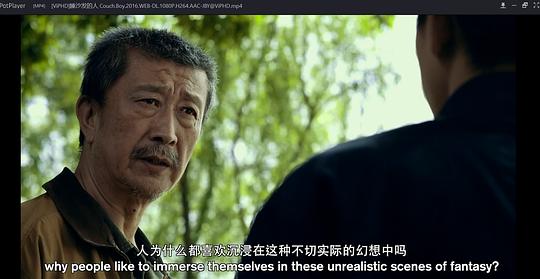 PotPlayer [MP4] [ViPHD]睡沙发的人 Couch.Boy.2016.WEB-DL.1080P.H264.AAC-JBY@ViPHD.mp4
人为什么都喜欢沉浸在这种不切实际的幻想中吗
why people like to immerse themselves in these unrealistic scenes of fantasy?